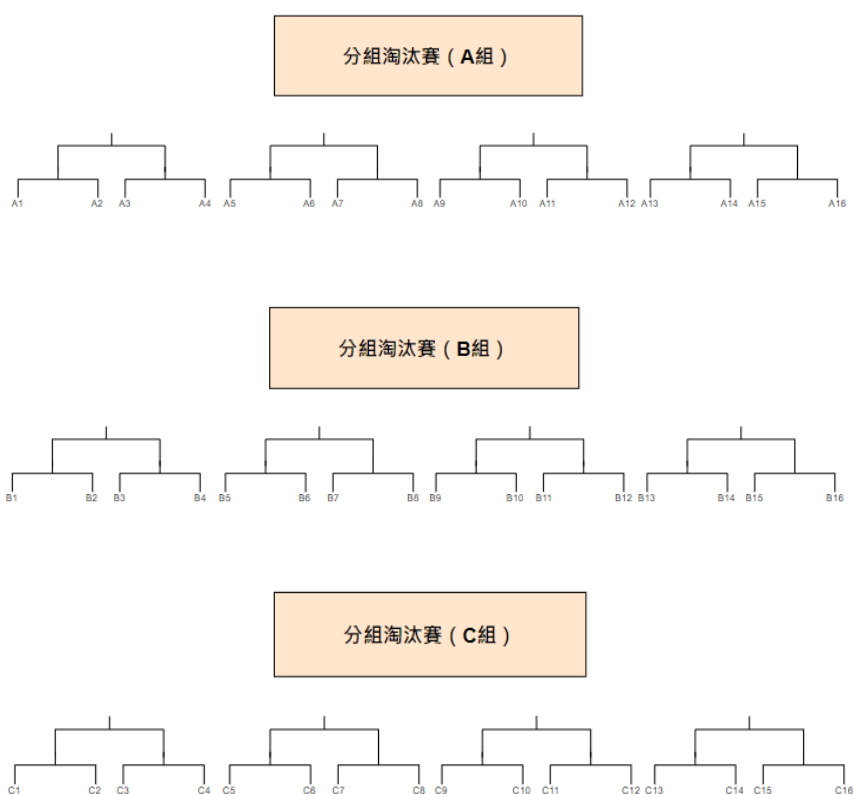 分組淘汰賽（A組）
A1 A2 A3 A4 A5 A6 A7 A8 A9 A10 A11 A12 A13 A14 A15 A16
分組淘汰賽（B組）
B1 B2 B3 B4 B5 B6 B7 B8 B9 B10 B11 B12 B13 B14 B15 B16
分組淘汰賽（C組）
C1 C2 C3 C4 C5 C6 C7 C8 C9 C10 C11 C12 C13 C14 C15 C16